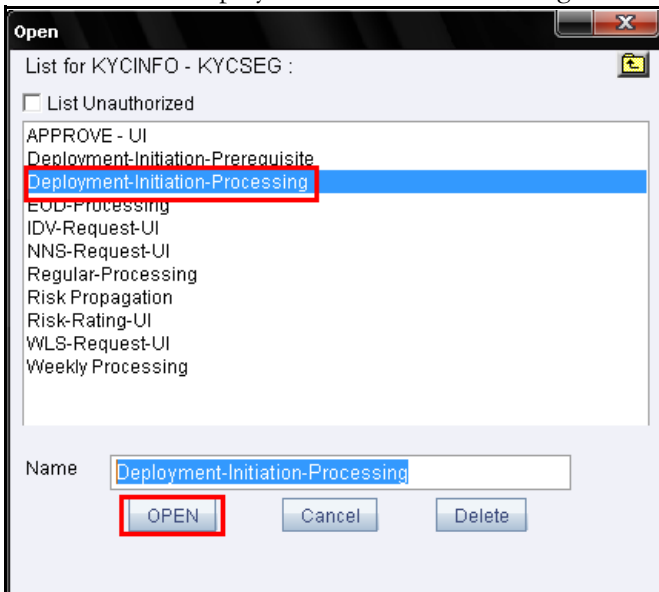 Open
List for KYCINFO - KYCSEG :
List Unauthorized
APPROVE - UI
Deployment-Initiation-Prerequisite
Deployment-Initiation-Processing
EOD-Processing
IDV-Request-UI
NNS-Request-UI
Regular-Processing
Risk Propagation
Risk-Rating-UI
WLS-Request-UI
Weekly Processing
Name Deployment-Initiation-Processing
OPEN Cancel Delete